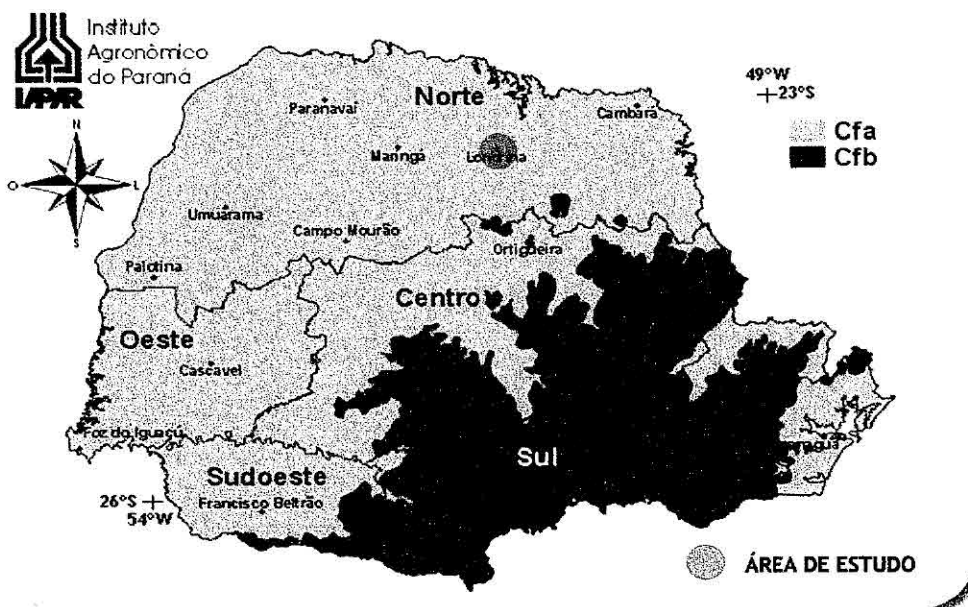 Instituto
Agronômico
do Paraná
IAPAR
N
O
L
S
49°W
23°S
Cfa
Cfb
Norte
Paranavaí
Cambará
Maringá
Londrina
Umuarama
Campo Mourão
Ortigueira
Palotina
Centro
Oeste
Cascavel
Foz do Iguaçú
Sul
Sudoeste
Francisco Beltrão
26°S
54°W
ÁREA DE ESTUDO